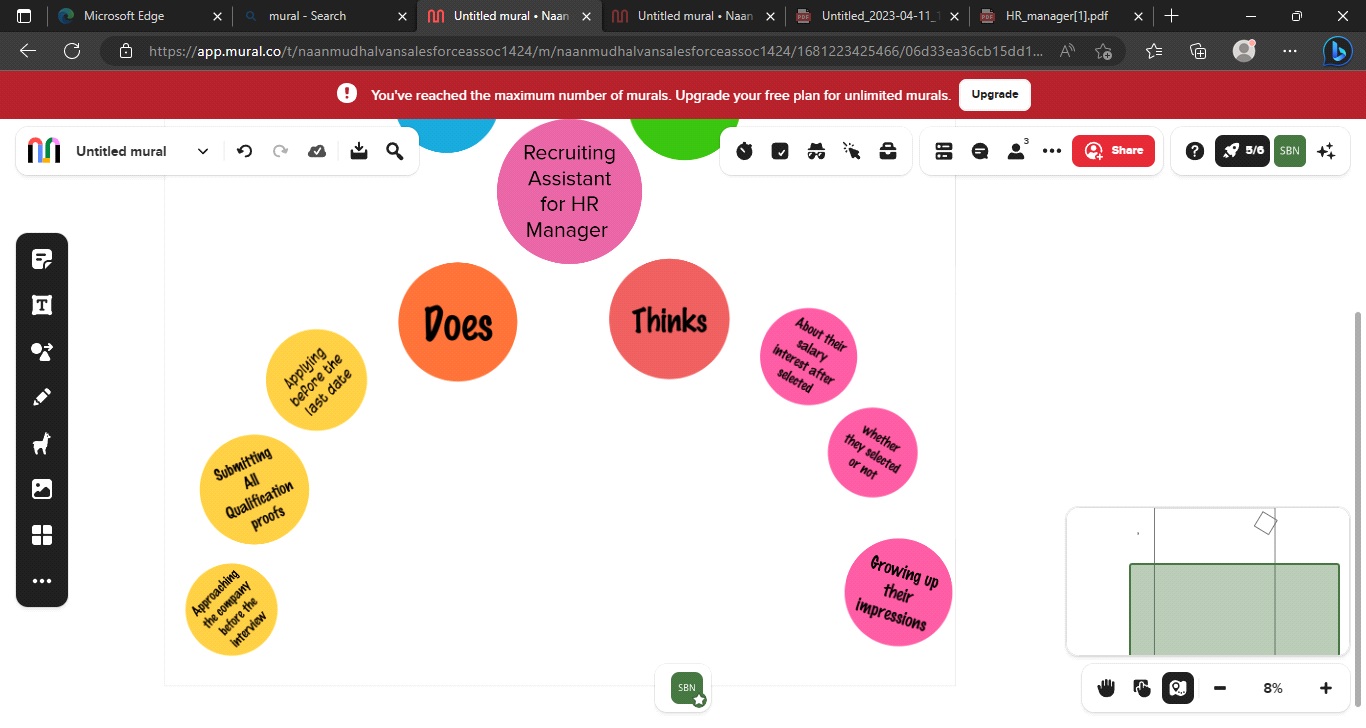 Microsoft Edge
mural - Search
Untitled mural • Naan
Untitled mural • Naan
Untitled_2023-04-11_1
HR_manager[1].pdf
https://app.mural.co/t/naanmudhalvansalesforceassoc1424/m/naanmudhalvansalesforceassoc1424/1681223425466/06d33ea36cb15dd1...
You've reached the maximum number of murals. Upgrade your free plan for unlimited murals.
Upgrade
Untitled mural
3
Share
?
5/6
SBN
Recruiting
Assistant
for HR
Manager
Does
Thinks
Applying
before the
last date
Submitting
All
Qualification
proofs
Approaching
the company
before the
interview
About their
salary
interest after
selected
whether
they selected
or not
Growing up
their
impressions
SBN
8%